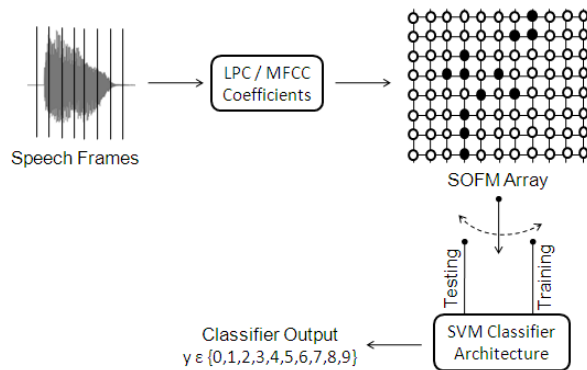 LPC / MFCC
Coefficients
Speech Frames
SOFM Array
Testing
Training
SVM Classifier
Architecture
Classifier Output
y ε {0,1,2,3,4,5,6,7,8,9}